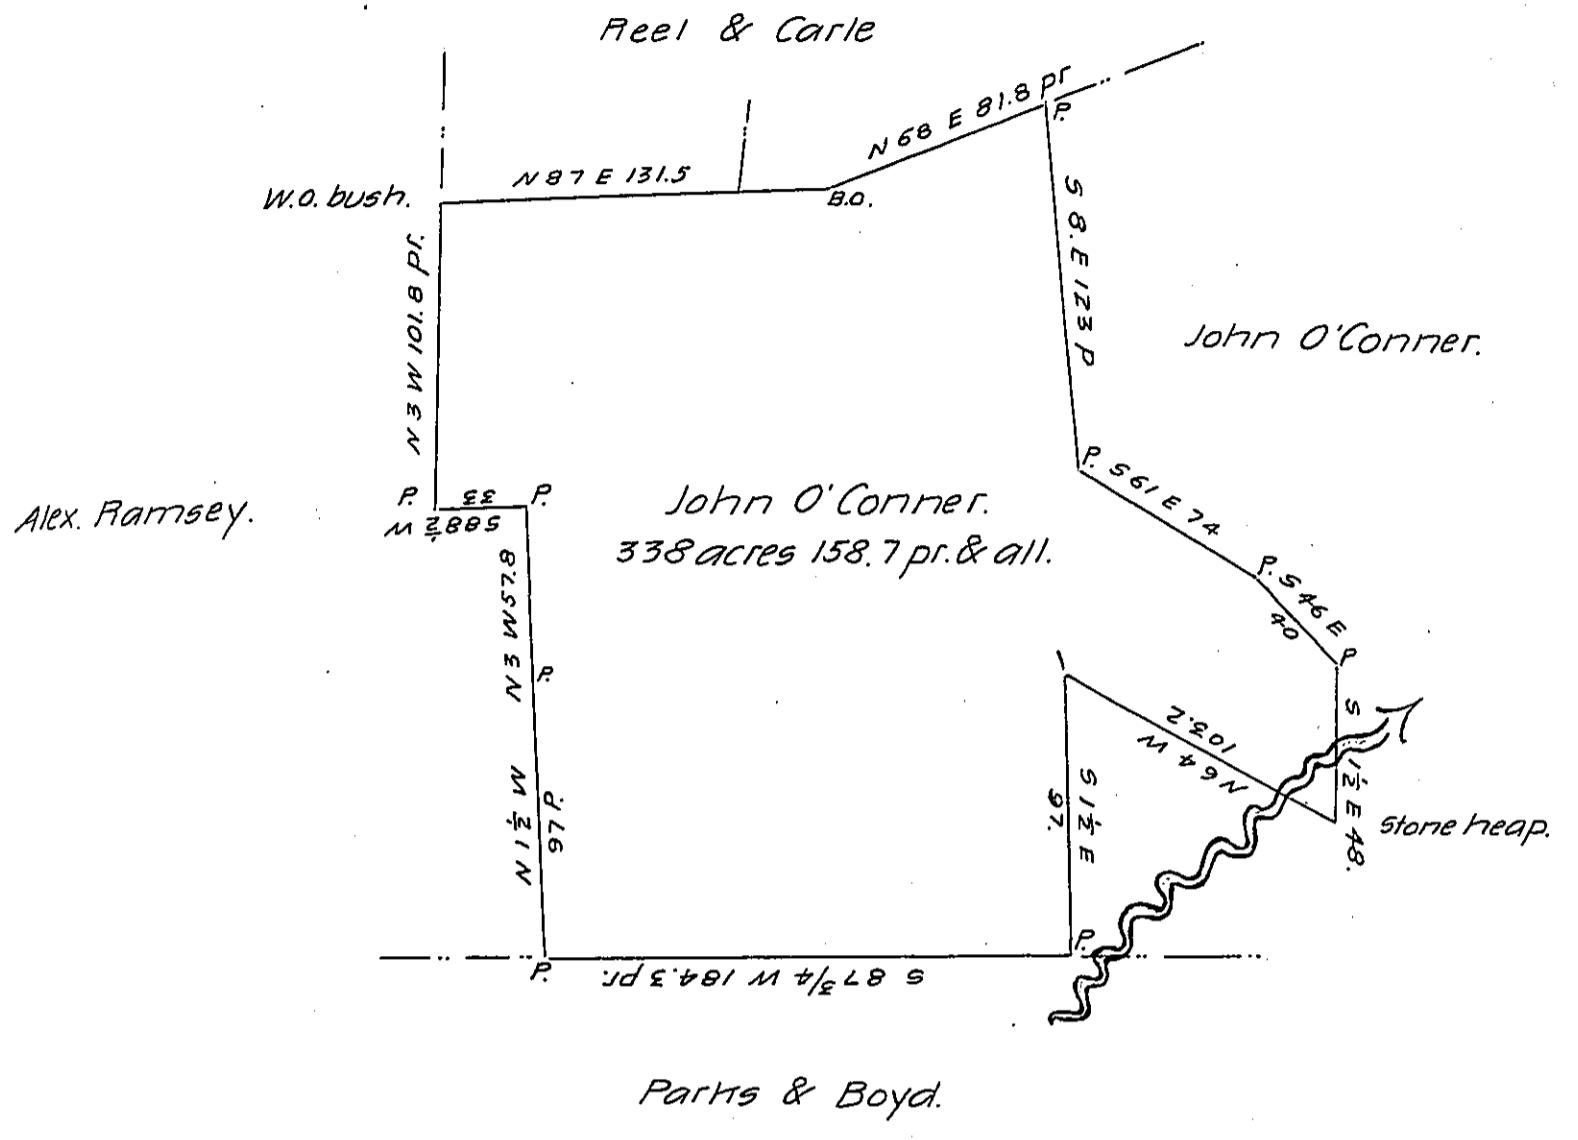 Reel & Carle
N 68 E 81.8 pr
P.
N 87 E 131.5
W.O. bush.
B.O.
S 8. E 123 P
N 3 W 101.8 pr.
John O'Conner.
P. S 61 E 74
P.
33
P.
S 88½ W
Alex. Ramsey.
John O'Conner.
338 acres 158.7 pr. & all.
N 3 W 57.8
P. S 46 E
40
P
P.
S 1½ E 48.
N 64 W
103.2
S 1½ E
97.
stone heap.
N 1½ W
97 P.
P.
P.
S 87 3/4 W 184.3 pr.
Parks & Boyd.